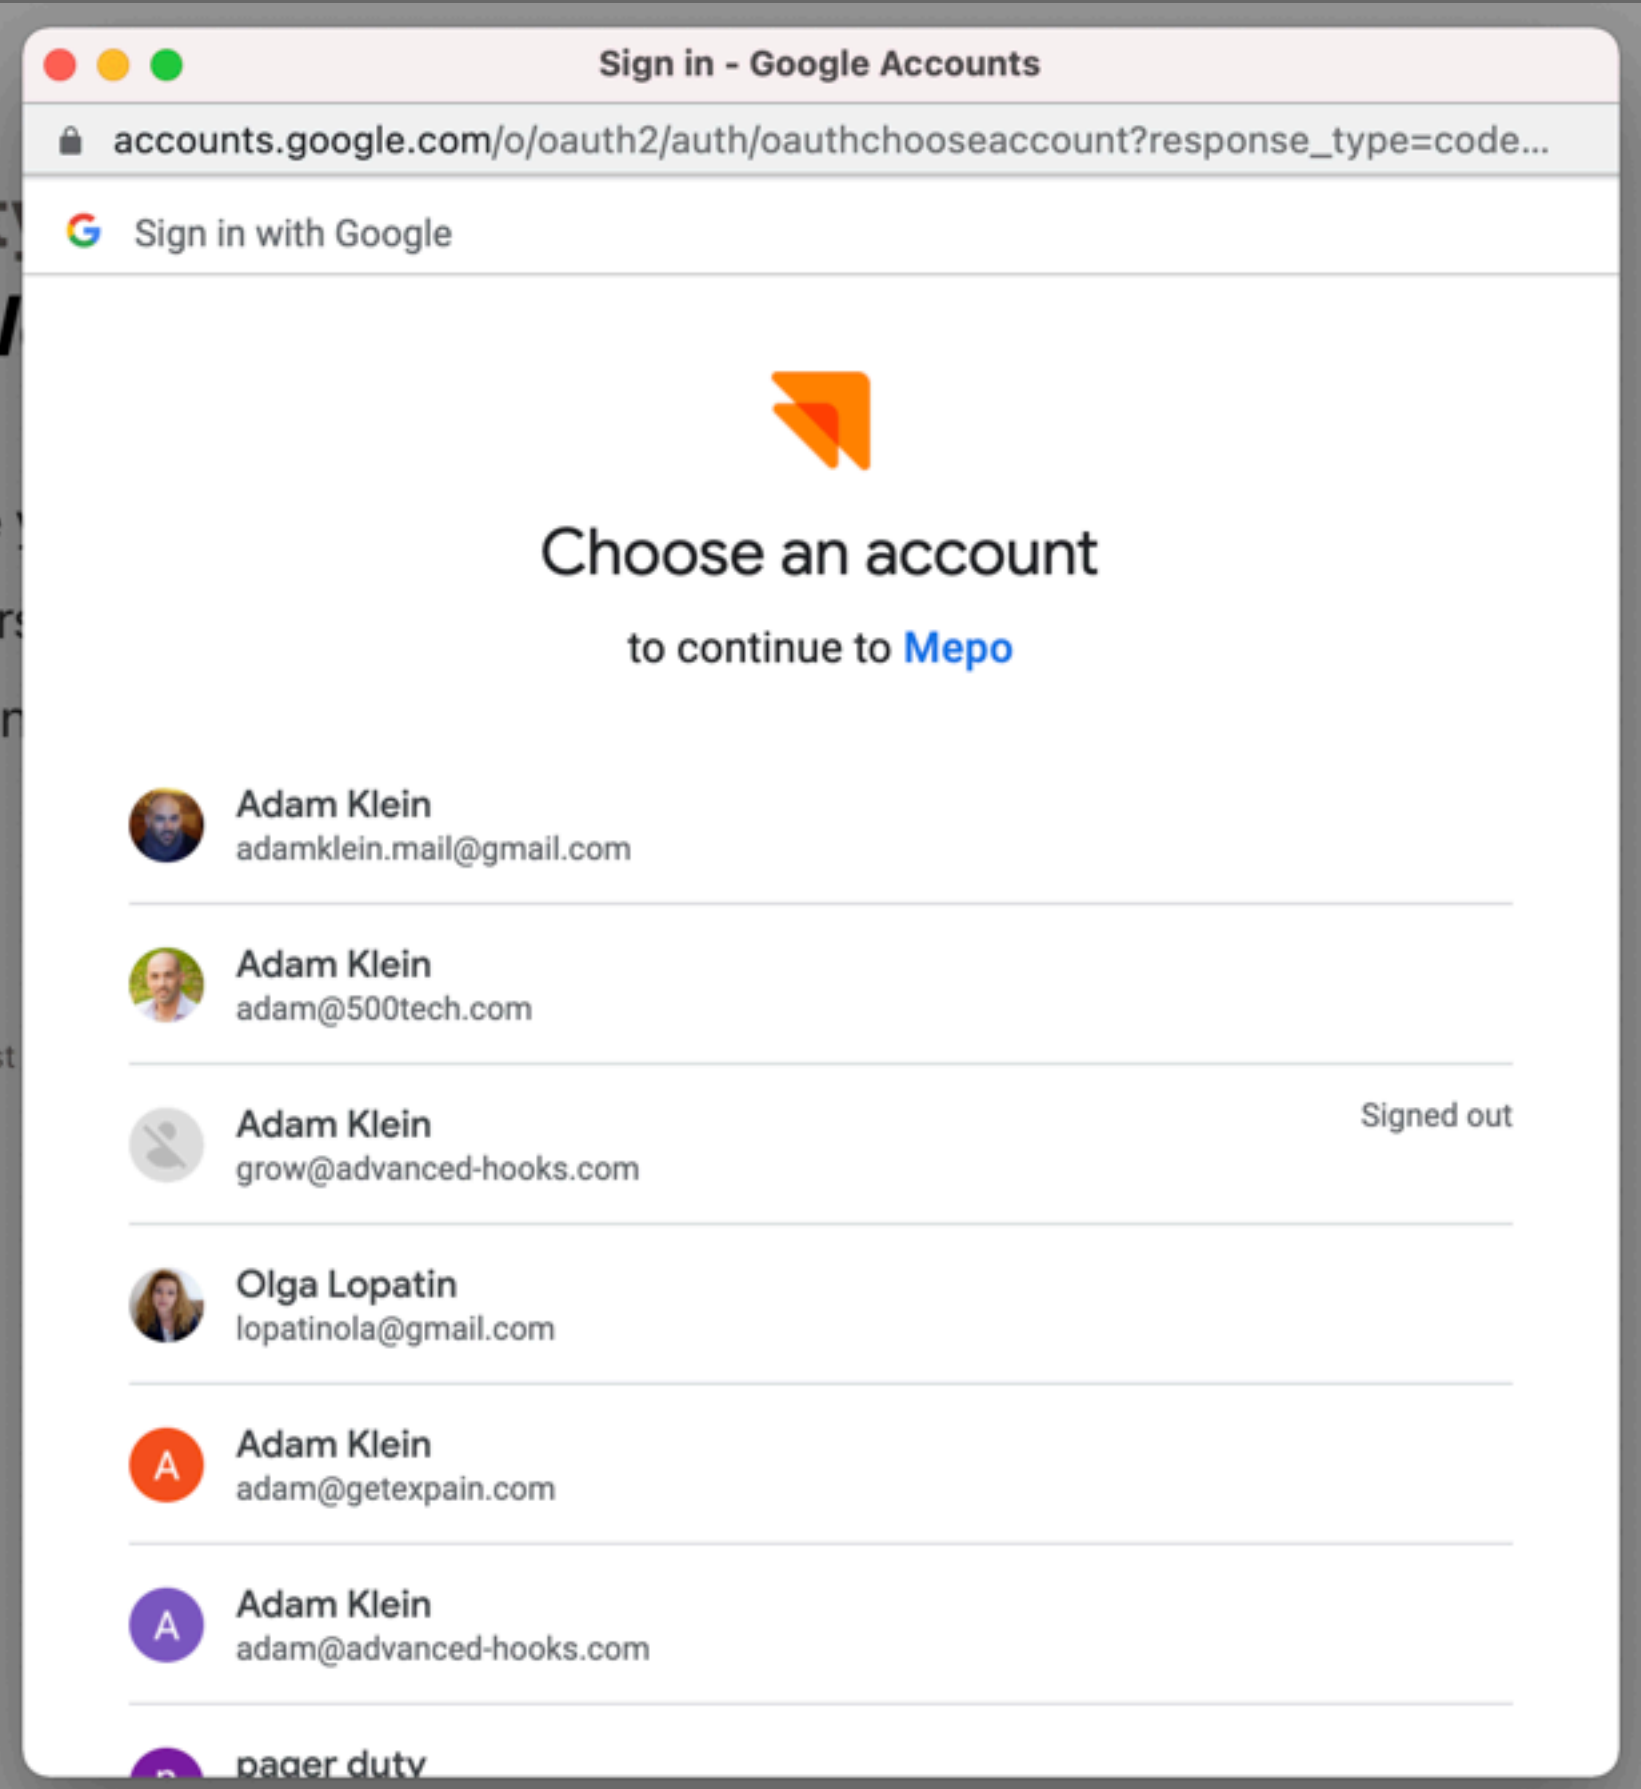 Sign in - Google Accounts
accounts.google.com/o/oauth2/auth/oauthchooseaccount?response_type=code...
Sign in with Google
Choose an account
to continue to Mepo
Adam Klein
adamklein.mail@gmail.com
Adam Klein
adam@500tech.com
Adam Klein
Signed out
grow@advanced-hooks.com
Olga Lopatin
lopatinola@gmail.com
A
Adam Klein
adam@getexpain.com
A
Adam Klein
adam@advanced-hooks.com
pager duty